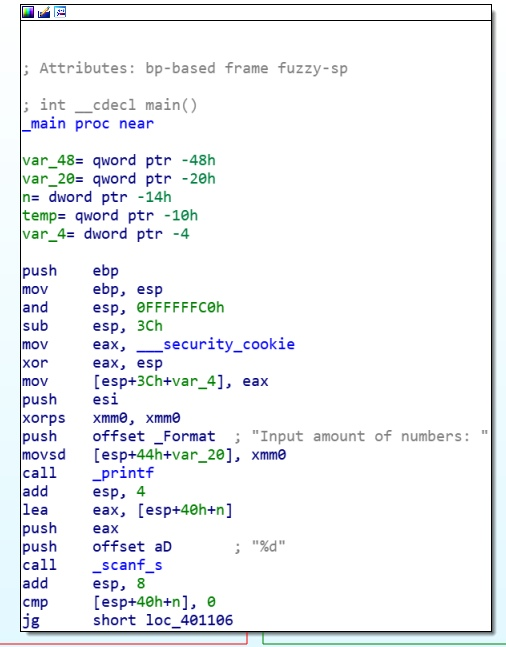 ; Attributes: bp-based frame fuzzy-sp
; int __cdecl main()
_main proc near
var_48= qword ptr -48h
var_20= qword ptr -20h
n= dword ptr -14h
temp= qword ptr -10h
var_4= dword ptr -4
push    ebp
mov     ebp, esp
and     esp, 0FFFFFFC0h
sub     esp, 3Ch
mov     eax, ___security_cookie
xor     eax, esp
mov     [esp+3Ch+var_4], eax
push    esi
xorps   xmm0, xmm0
push    offset _Format  ; "Input amount of numbers: "
movsd   [esp+44h+var_20], xmm0
call    _printf
add     esp, 4
lea     eax, [esp+40h+n]
push    eax
push    offset aD       ; "%d"
call    _scanf_s
add     esp, 8
cmp     [esp+40h+n], 0
jg      short loc_401106